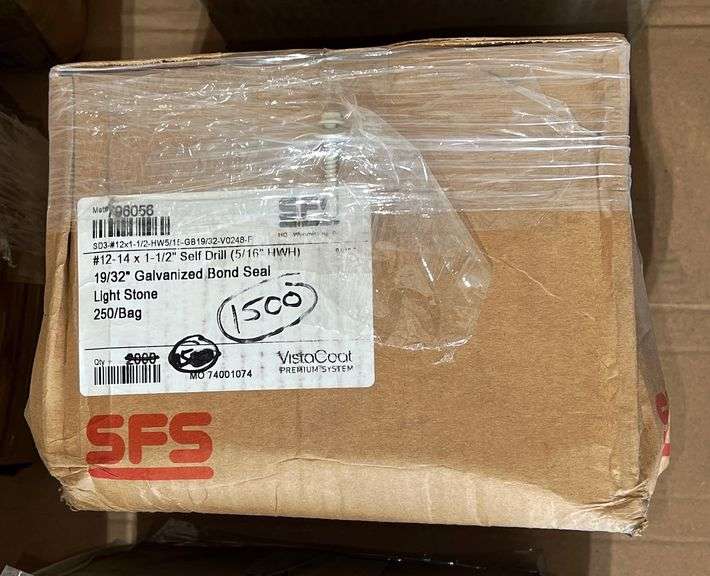 Mat# 796056
SFS
SD3-#12x1-1/2-HW5/16-GB19/32-V0248-F
#12-14 x 1-1/2" Self Drill (5/16" HWH)
19/32" Galvanized Bond Seal
Light Stone
250/Bag
1500
Qty 2000
MO 74001074
VistaCoat
PREMIUM SYSTEM
SFS